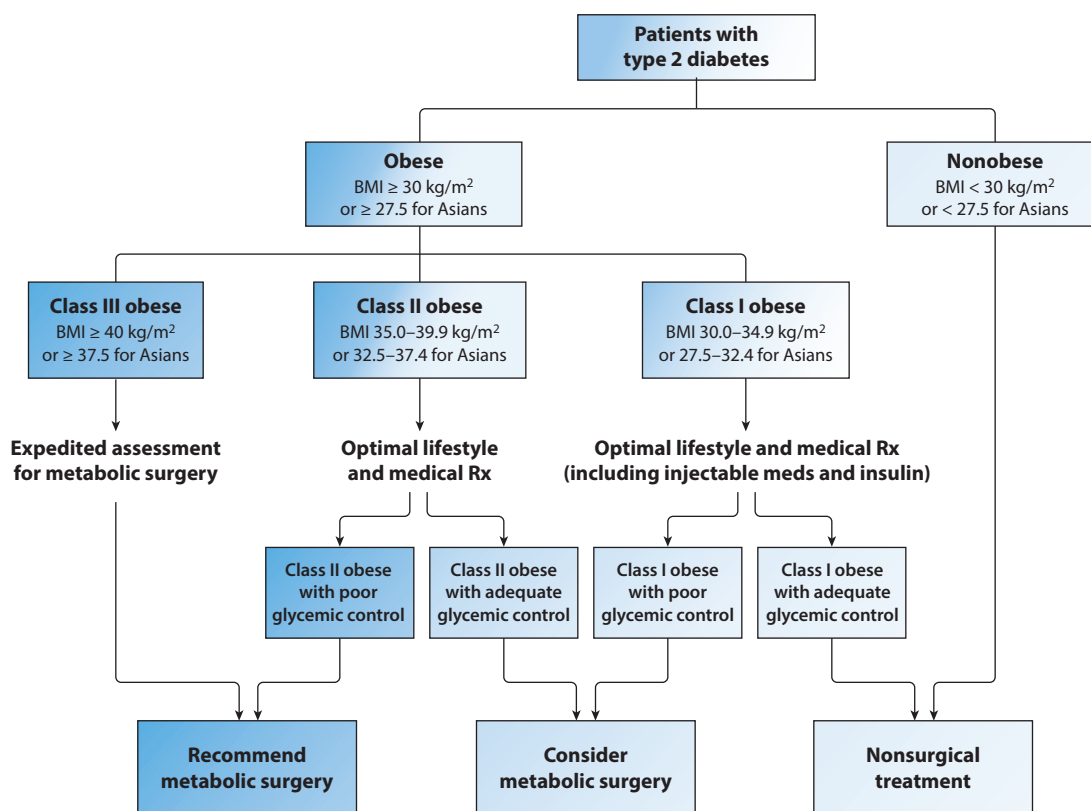 Patients with
type 2 diabetes
Obese
BMI ≥ 30 kg/m²
or ≥ 27.5 for Asians
Nonobese
BMI < 30 kg/m²
or < 27.5 for Asians
Class III obese
BMI ≥ 40 kg/m²
or ≥ 37.5 for Asians
Class II obese
BMI 35.0–39.9 kg/m²
or 32.5–37.4 for Asians
Class I obese
BMI 30.0–34.9 kg/m²
or 27.5–32.4 for Asians
Expedited assessment
for metabolic surgery
Optimal lifestyle
and medical Rx
Optimal lifestyle and medical Rx
(including injectable meds and insulin)
Class II obese
with poor
glycemic control
Class II obese
with adequate
glycemic control
Class I obese
with poor
glycemic control
Class I obese
with adequate
glycemic control
Recommend
metabolic surgery
Consider
metabolic surgery
Nonsurgical
treatment